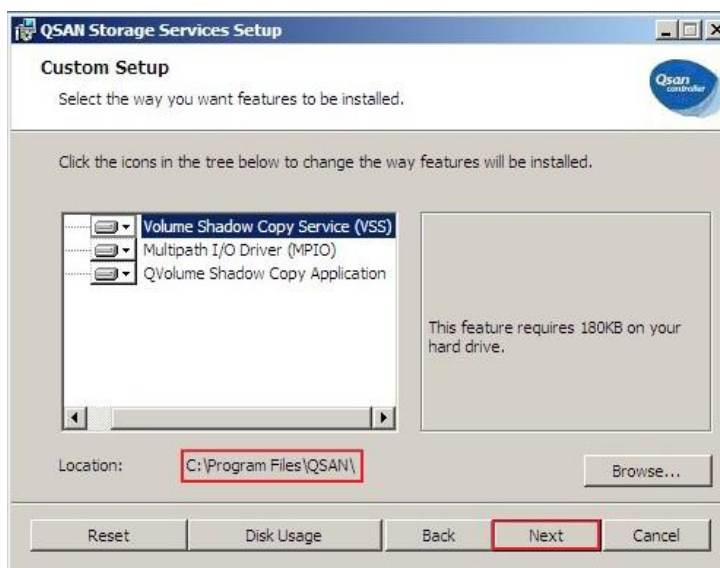 QSAN Storage Services Setup
Custom Setup
Select the way you want features to be installed.
Qsan
controller
Click the icons in the tree below to change the way features will be installed.
Volume Shadow Copy Service (VSS)
Multipath I/O Driver (MPIO)
QVolume Shadow Copy Application
This feature requires 180KB on your
hard drive.
Location:
C:\Program Files\QSAN\
Browse...
Reset
Disk Usage
Back
Next
Cancel